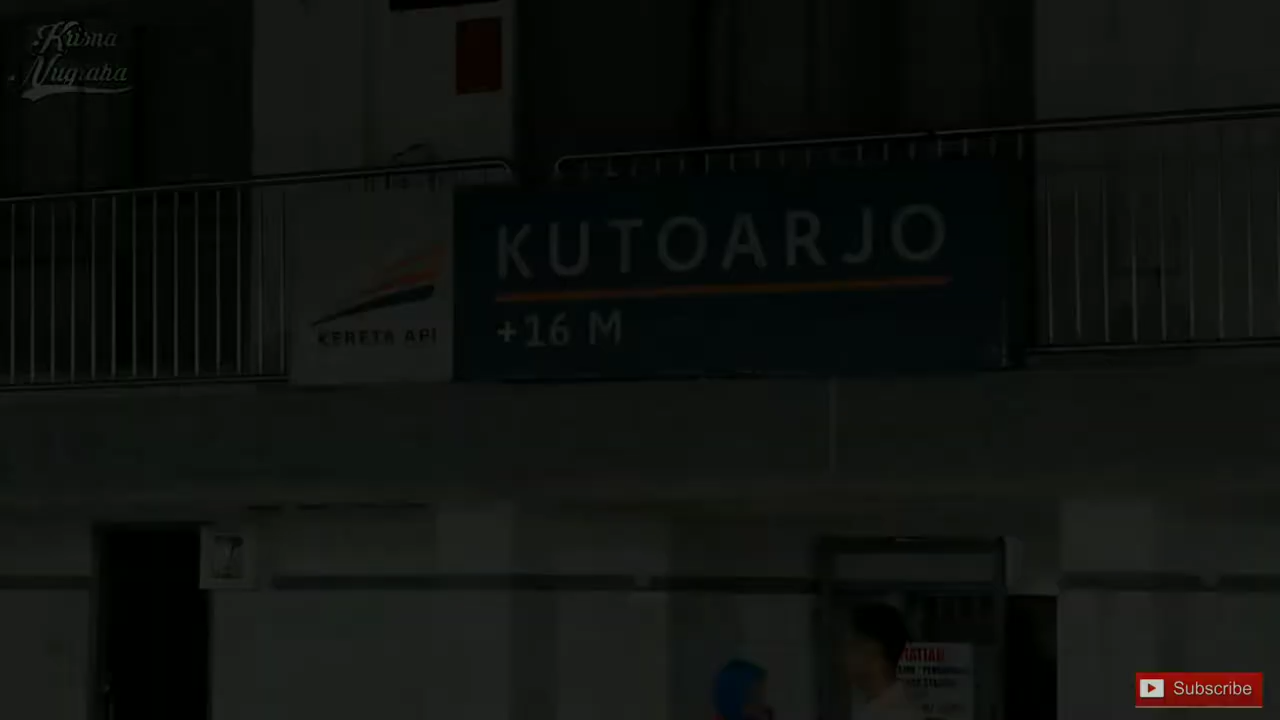 Krisna
Nugraha
KUTOARJO
KERETA API
+16 M
Subscribe